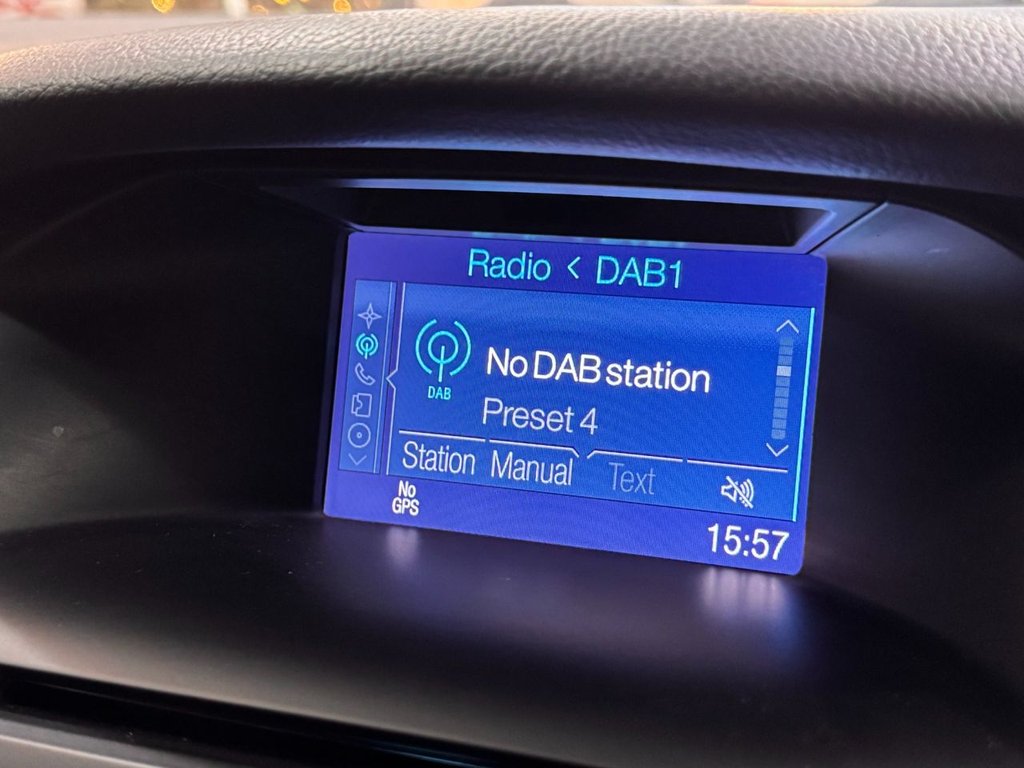 Radio < DAB1
DAB
No DAB station
Preset 4
Station Manual Text
No
GPS
15:57